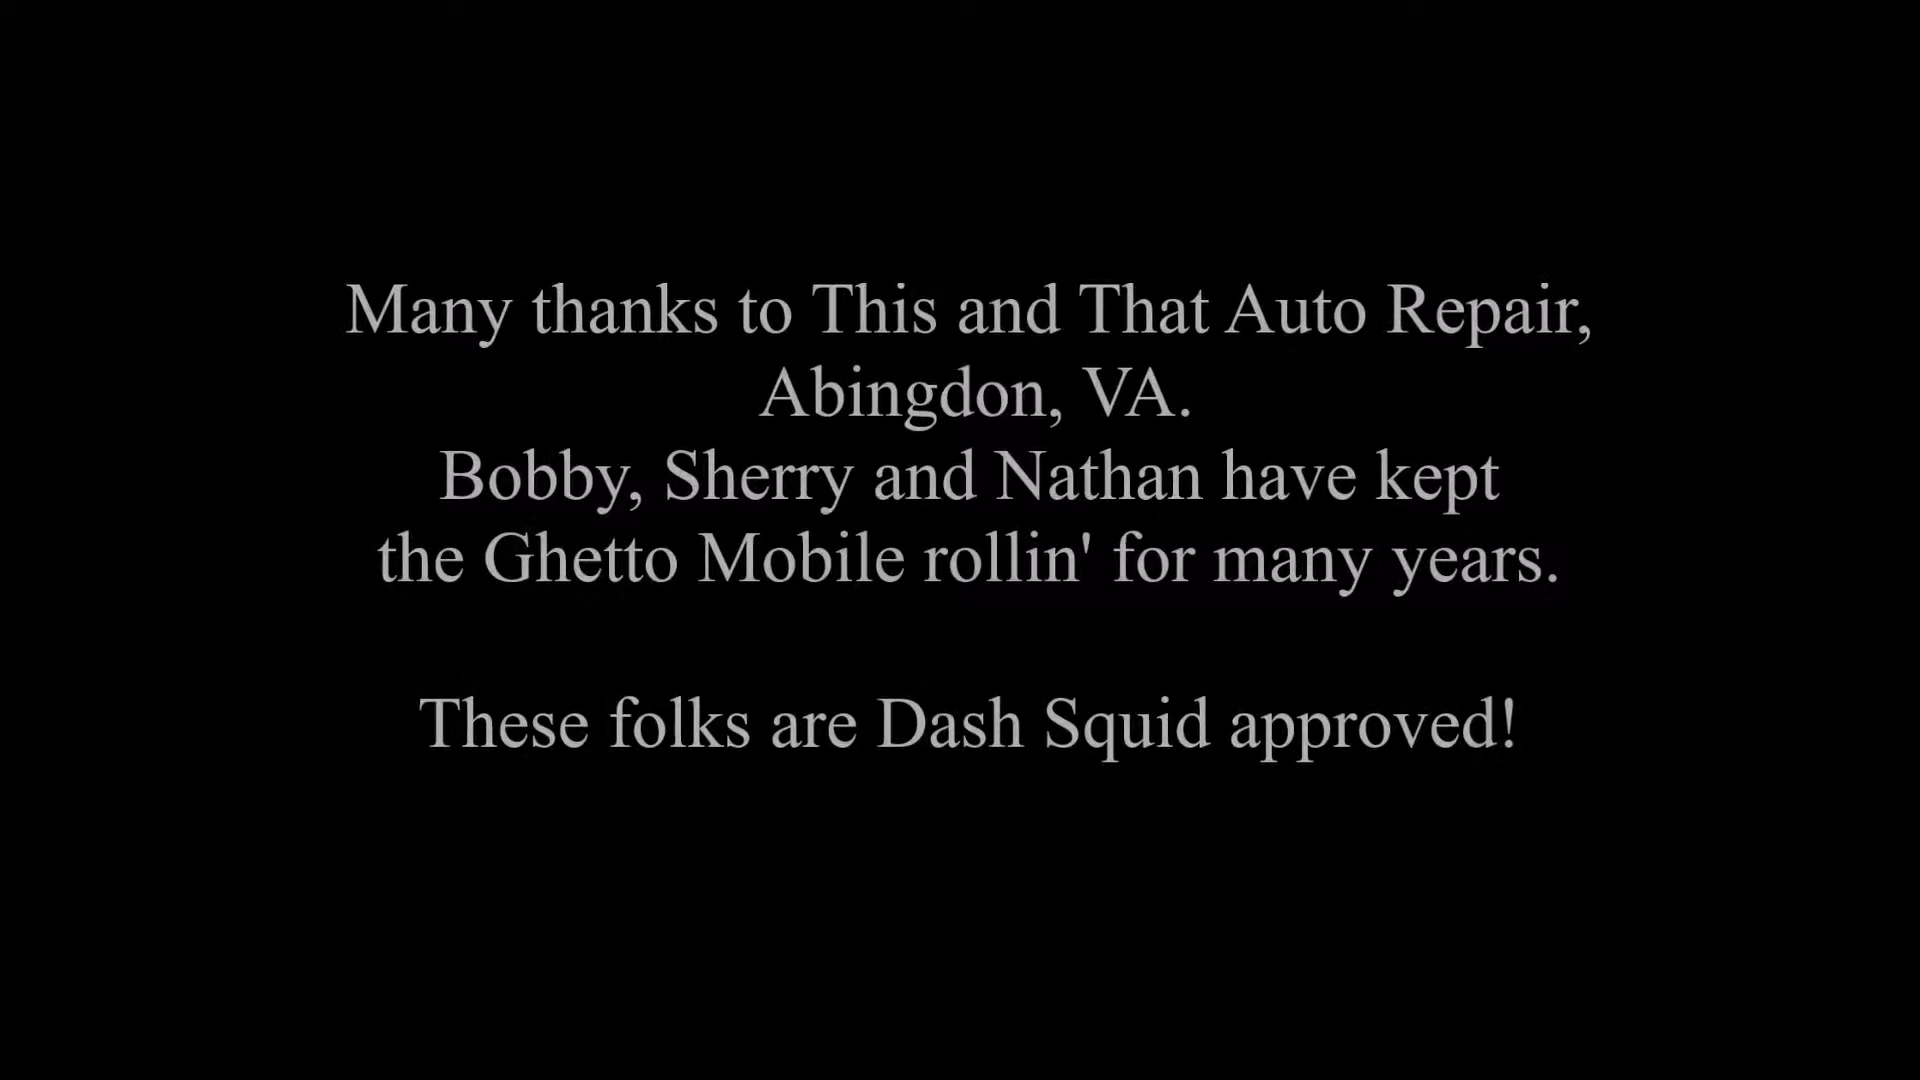 Many thanks to This and That Auto Repair,
Abingdon, VA.
Bobby, Sherry and Nathan have kept
the Ghetto Mobile rollin' for many years.
These folks are Dash Squid approved!